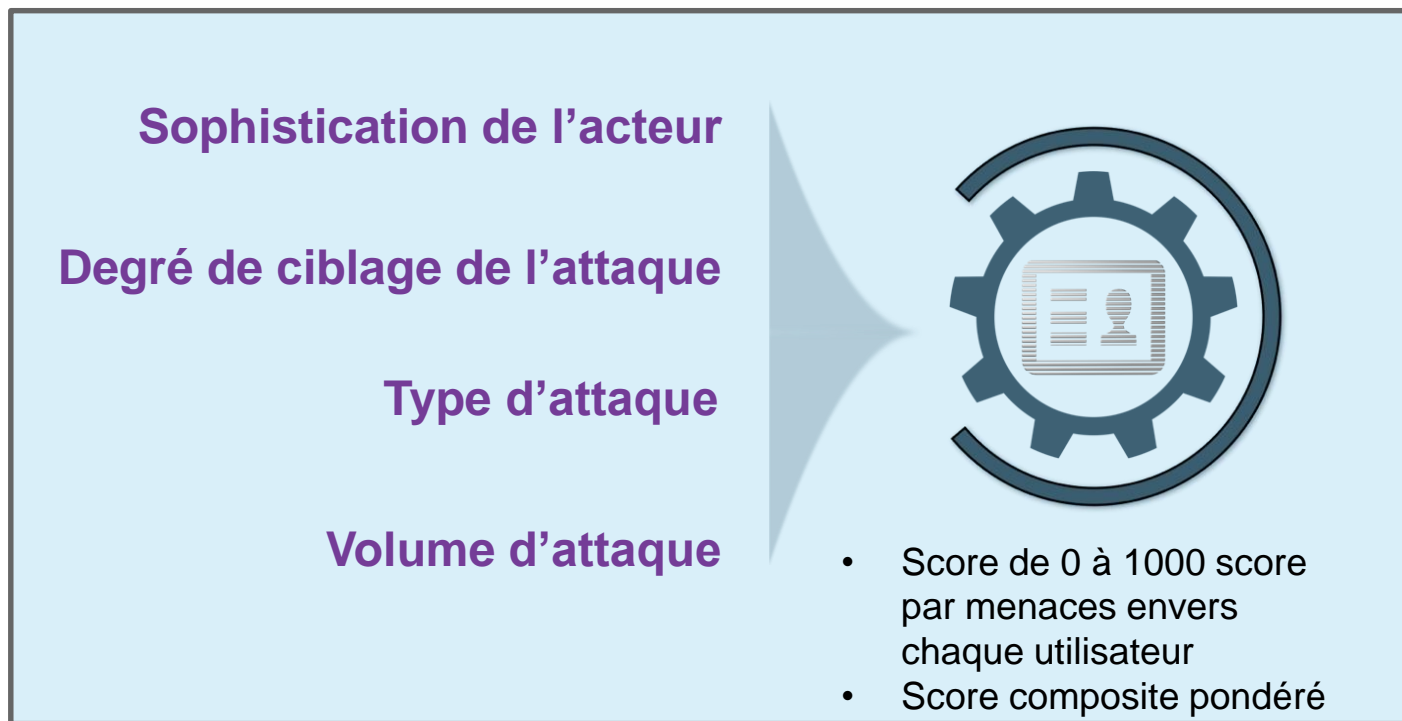 Sophistication de l’acteur
Degré de ciblage de l’attaque
Type d’attaque
Volume d’attaque
• Score de 0 à 1000 score
par menaces envers
chaque utilisateur
• Score composite pondéré